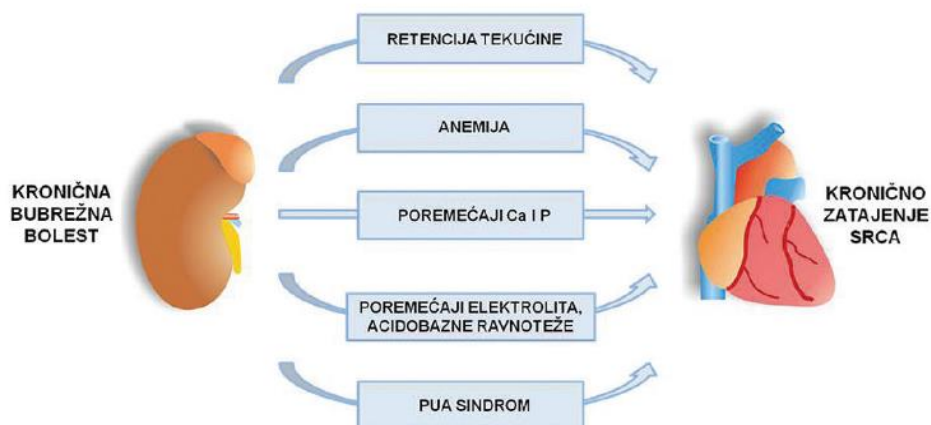 RETENCIJA TEKUĆINE
ANEMIJA
KRONIČNA
BUBREŽNA
BOLEST
POREMEĆAJI Ca I P
KRONIČNO
ZATAJENJE
SRCA
POREMEĆAJI ELEKTROLITA,
ACIDOBAZNE RAVNOTEŽE
PUA SINDROM